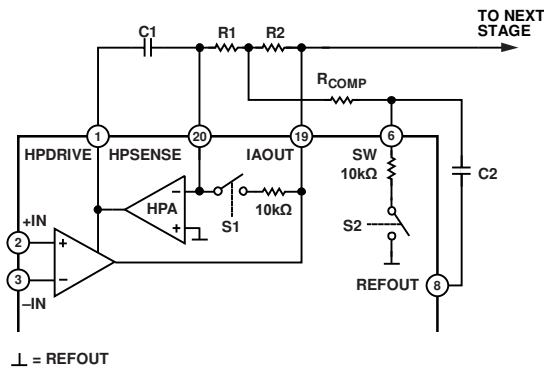 TO NEXT
STAGE
C1
R1
R2
RCOMP
1
20
19
6
HPDRIVE
HPSENSE
IAOUT
SW
10kΩ
C2
HPA
–
+
S1
10kΩ
S2
+IN
2
+
3
–
–IN
REFOUT
8
⊥ = REFOUT